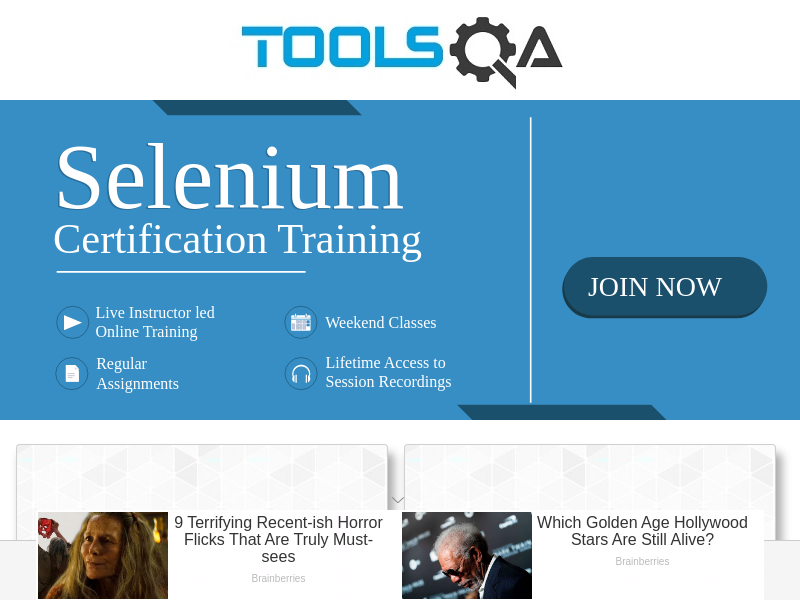 TOOLSQA
Selenium
Certification Training
JOIN NOW
Live Instructor led
Online Training
Weekend Classes
Regular
Assignments
Lifetime Access to
Session Recordings
9 Terrifying Recent-ish Horror
Flicks That Are Truly Must-
sees
Brainberries
Which Golden Age Hollywood
Stars Are Still Alive?
Brainberries